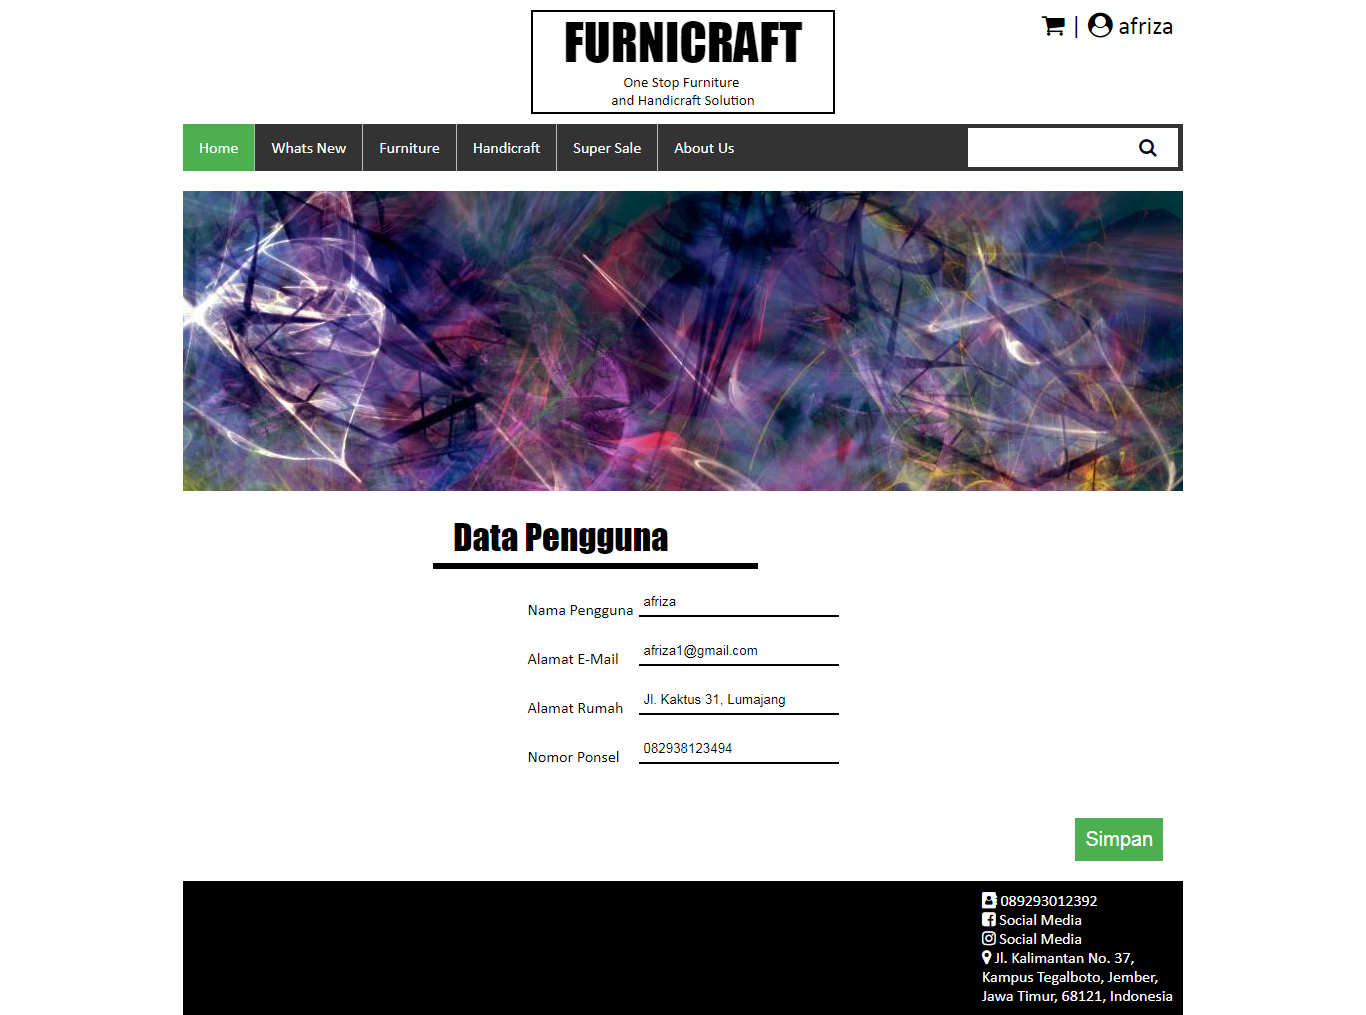 FURNICRAFT
One Stop Furniture
and Handicraft Solution
| afriza
Home Whats New Furniture Handicraft Super Sale About Us
Data Pengguna
Nama Pengguna afriza
Alamat E-Mail afriza1@gmail.com
Alamat Rumah Jl. Kaktus 31, Lumajang
Nomor Ponsel 082938123494
Simpan
089293012392
Social Media
Social Media
Jl. Kalimantan No. 37,
Kampus Tegalboto, Jember,
Jawa Timur, 68121, Indonesia